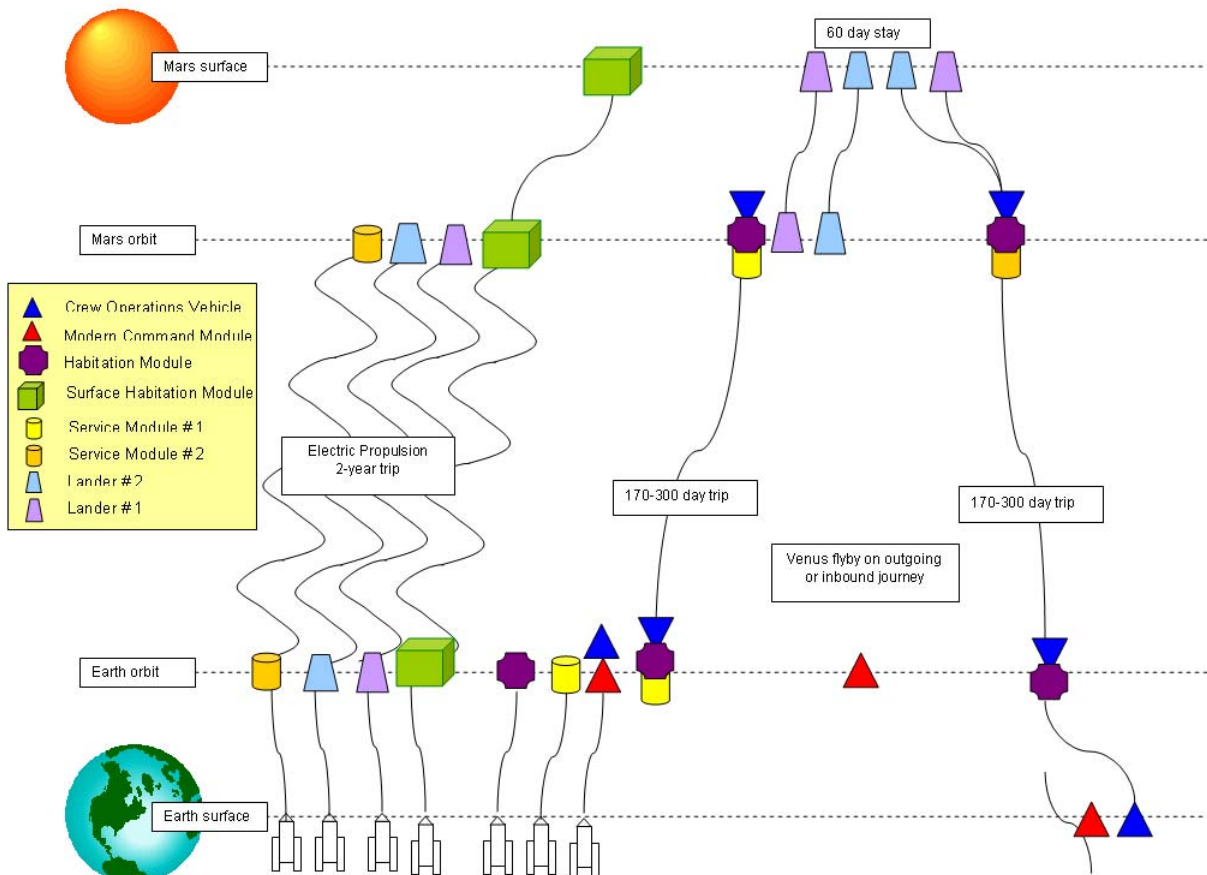 60 day stay
Mars surface
Mars orbit
Crew Operations Vehicle
Modern Command Module
Habitation Module
Surface Habitation Module
Service Module #1
Service Module #2
Lander #2
Lander #1
Electric Propulsion
2-year trip
170-300 day trip
170-300 day trip
Venus flyby on outgoing
or inbound journey
Earth orbit
Earth surface